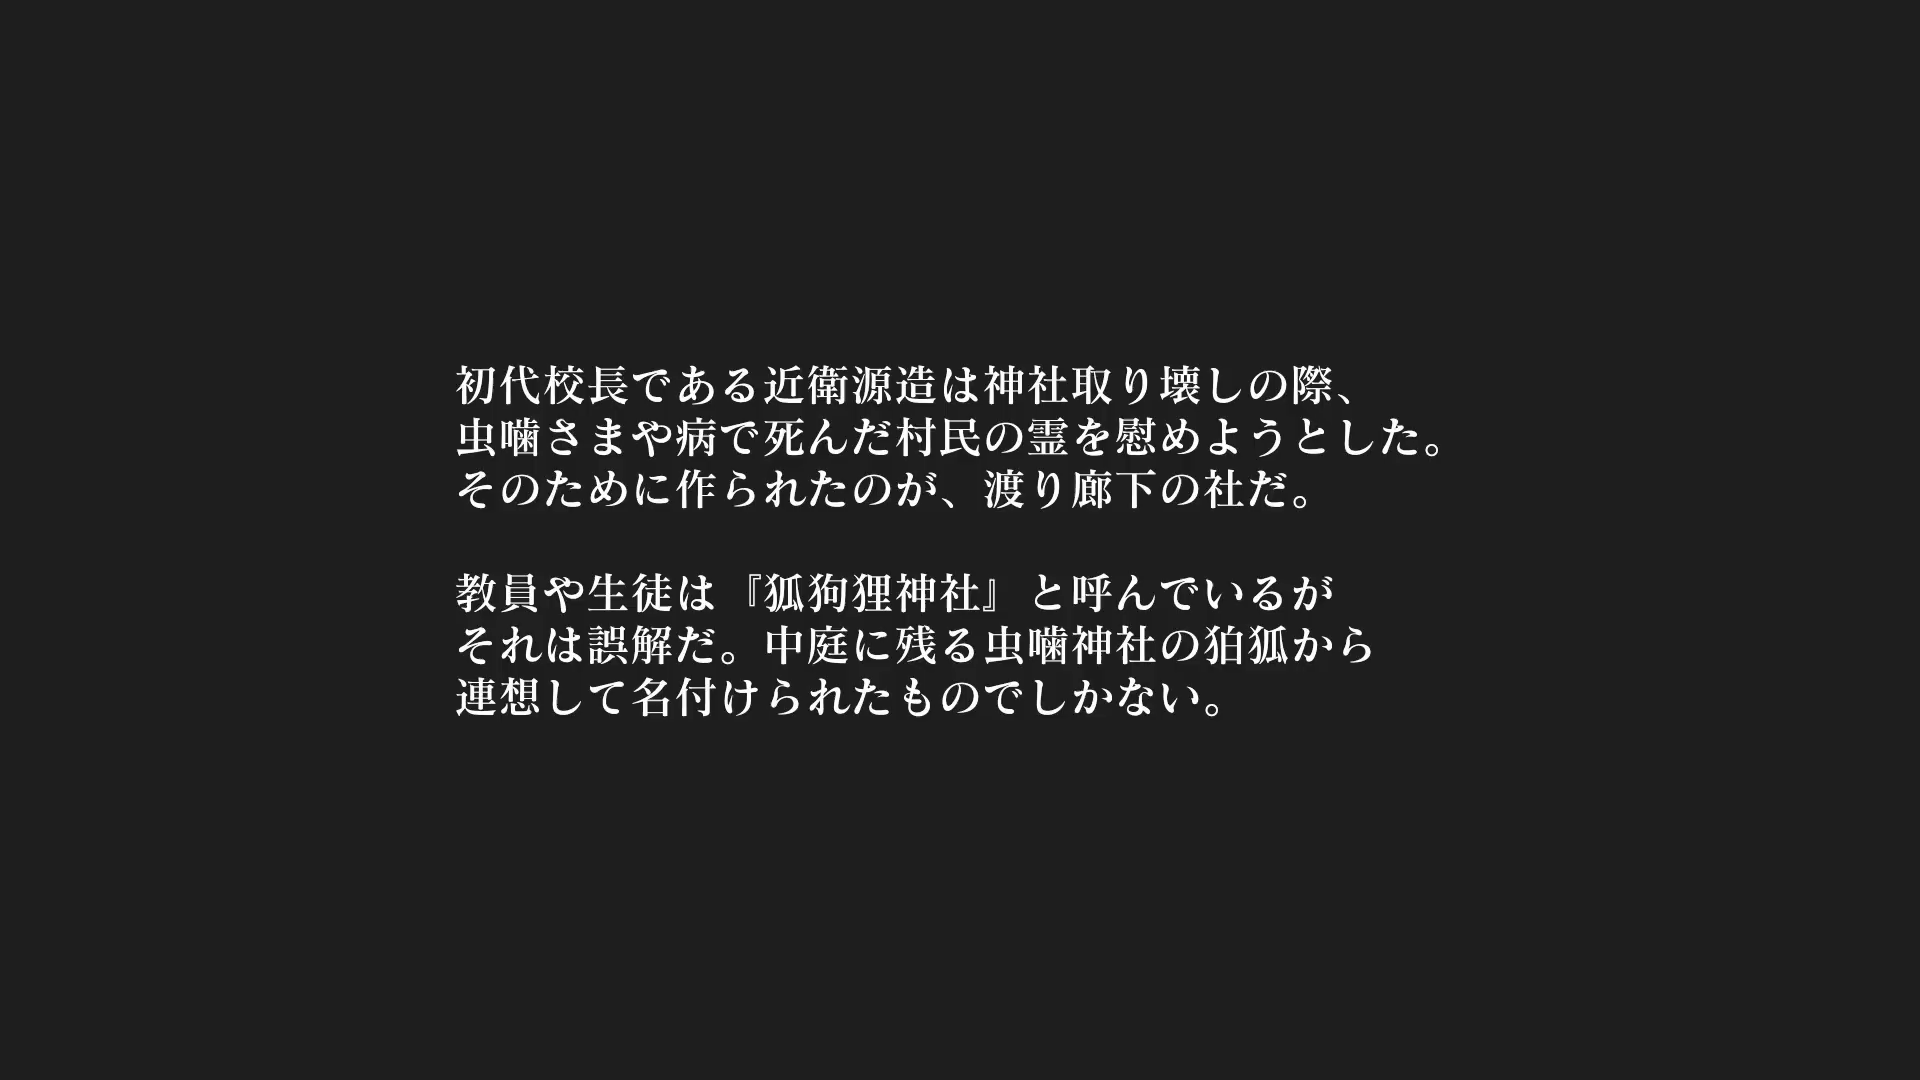 初代校長である近衛源造は神社取り壊しの際、
虫噛さまや病で死んだ村民の霊を慰めようとした。
そのために作られたのが、渡り廊下の社だ。
教員や生徒は『狐狗狸神社』と呼んでいるが
それは誤解だ。中庭に残る虫噛神社の狛狐から
連想して名付けられたものでしかない。